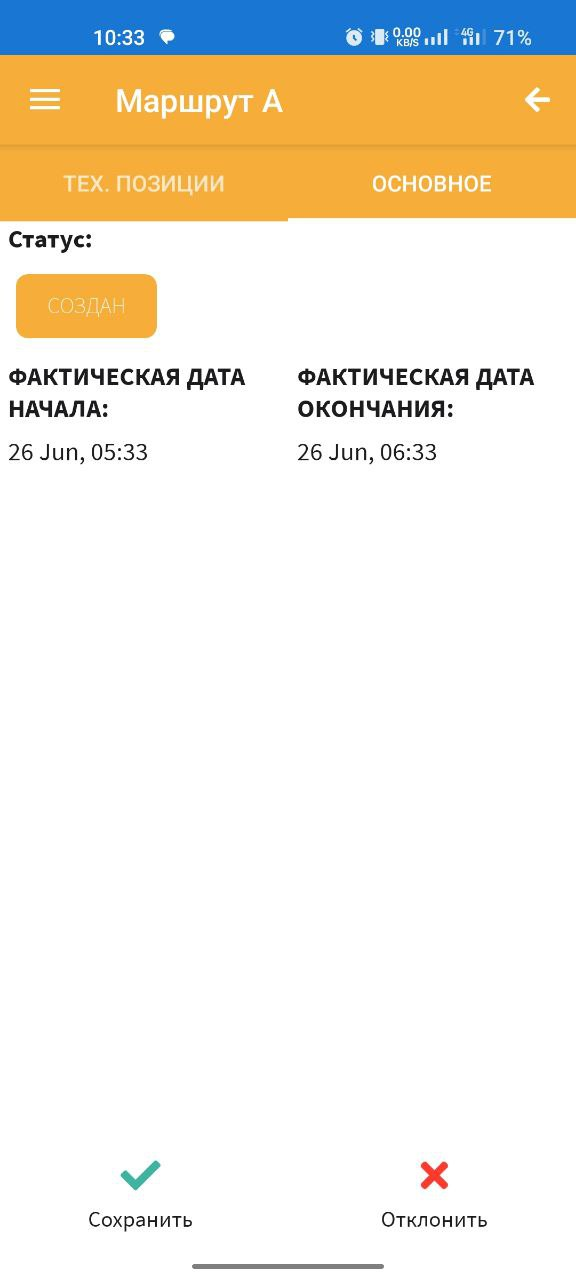 10:33 0.00 KB/S 4G 71%
Маршрут А
ТЕХ. ПОЗИЦИИ ОСНОВНОЕ
Статус:
СОЗДАН
ФАКТИЧЕСКАЯ ДАТА НАЧАЛА:
26 Jun, 05:33
ФАКТИЧЕСКАЯ ДАТА ОКОНЧАНИЯ:
26 Jun, 06:33
Сохранить Отклонить